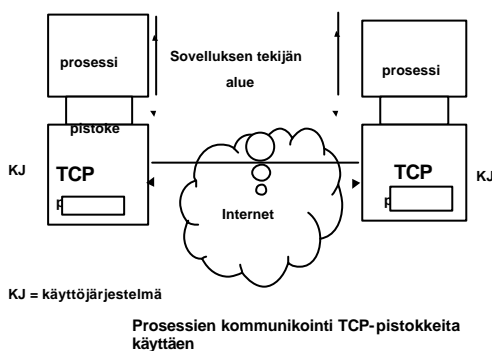 prosessi
Sovelluksen tekijän
alue
prosessi
pistoke
KJ
TCP
TCP
KJ
Internet
KJ = käyttöjärjestelmä
Prosessien kommunikointi TCP-pistokkeita
käyttäen